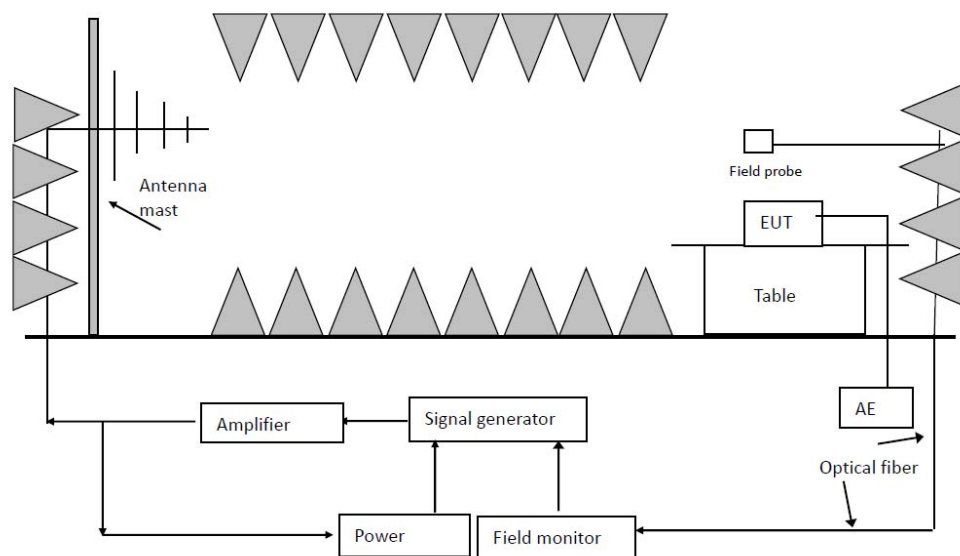 Field probe
Antenna
mast
EUT
Table
AE
Signal generator
Amplifier
Optical fiber
Power
Field monitor